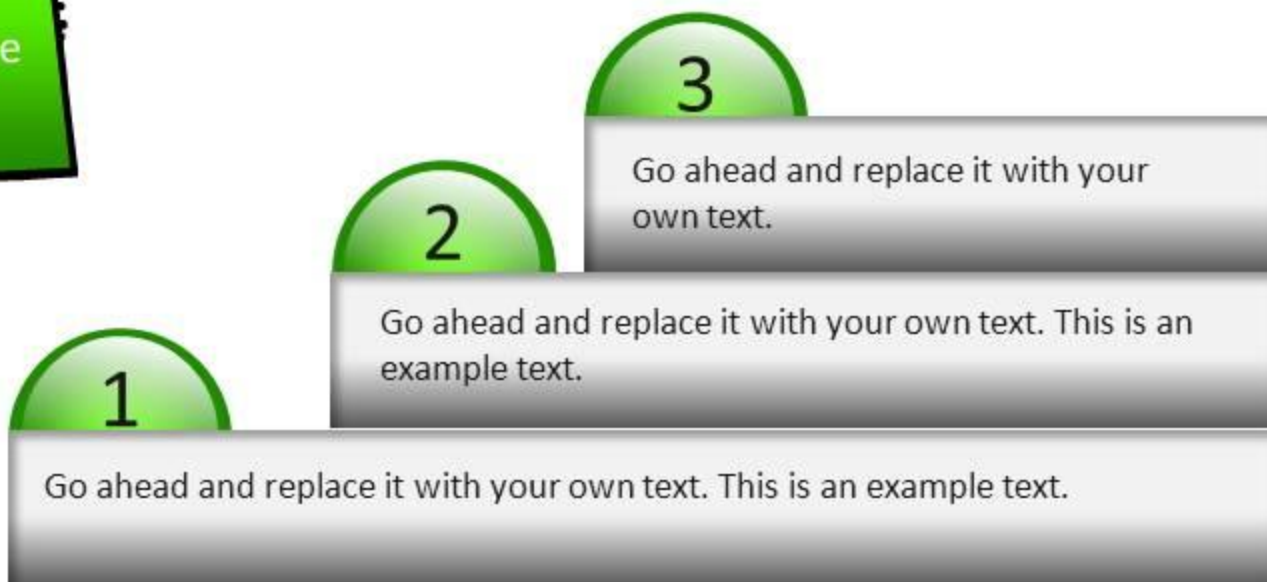 e
3
Go ahead and replace it with your
own text.
2
Go ahead and replace it with your own text. This is an
example text.
1
Go ahead and replace it with your own text. This is an example text.